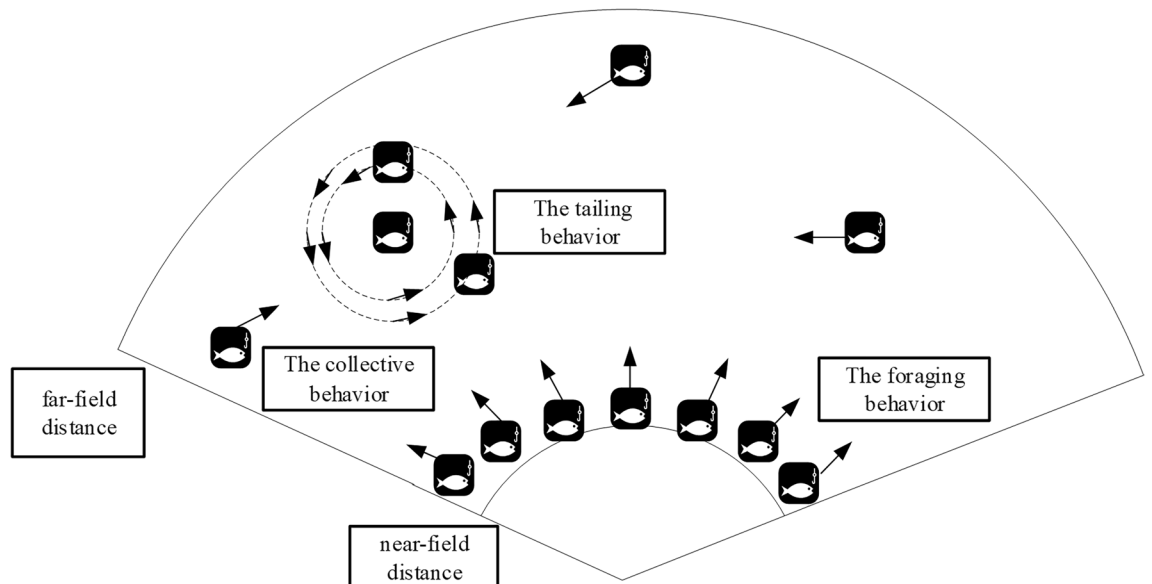 The tailing
behavior
The collective
behavior
The foraging
behavior
far-field
distance
near-field
distance